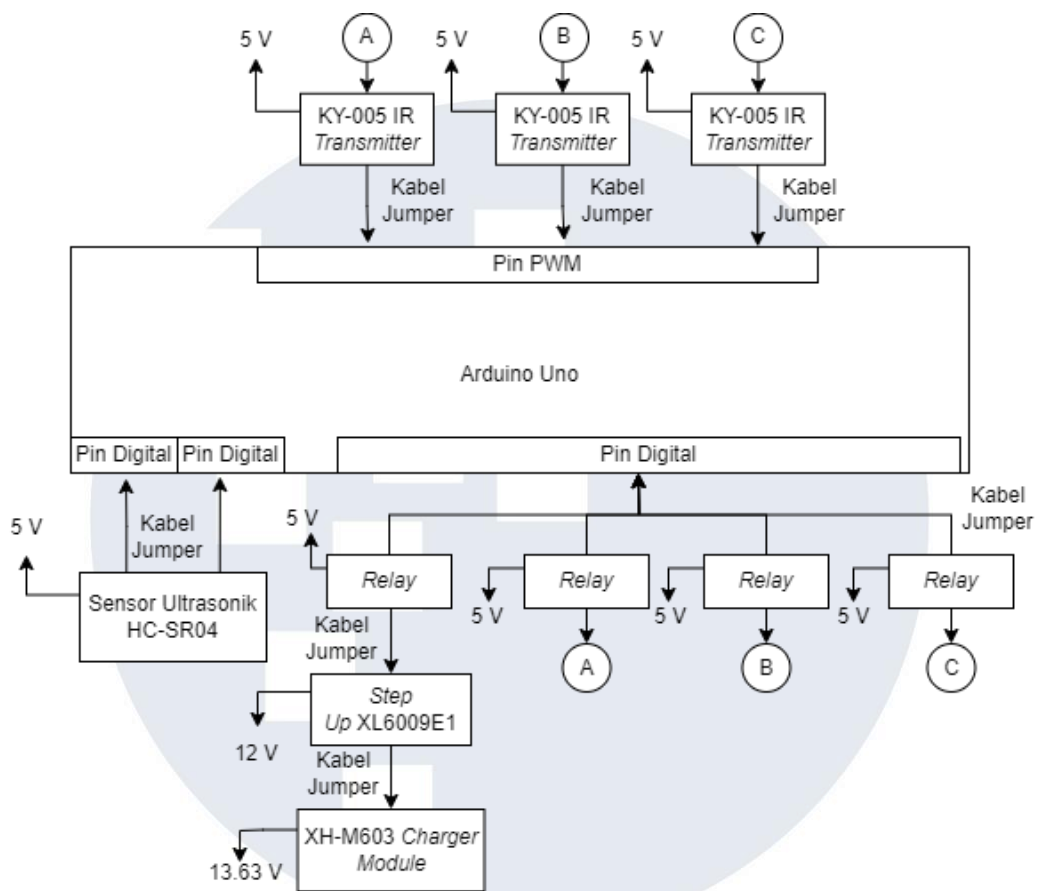 5 V
A
5 V
B
5 V
C
KY-005 IR
Transmitter
KY-005 IR
Transmitter
KY-005 IR
Transmitter
Kabel
Jumper
Kabel
Jumper
Kabel
Jumper
Pin PWM
Arduino Uno
Pin Digital
Pin Digital
Pin Digital
5 V
Kabel
Jumper
5 V
Kabel
Jumper
Sensor Ultrasonik
HC-SR04
Relay
5 V
Relay
5 V
Relay
5 V
Relay
Kabel
Jumper
A
B
C
Step
Up XL6009E1
12 V
Kabel
Jumper
XH-M603 Charger
Module
13.63 V